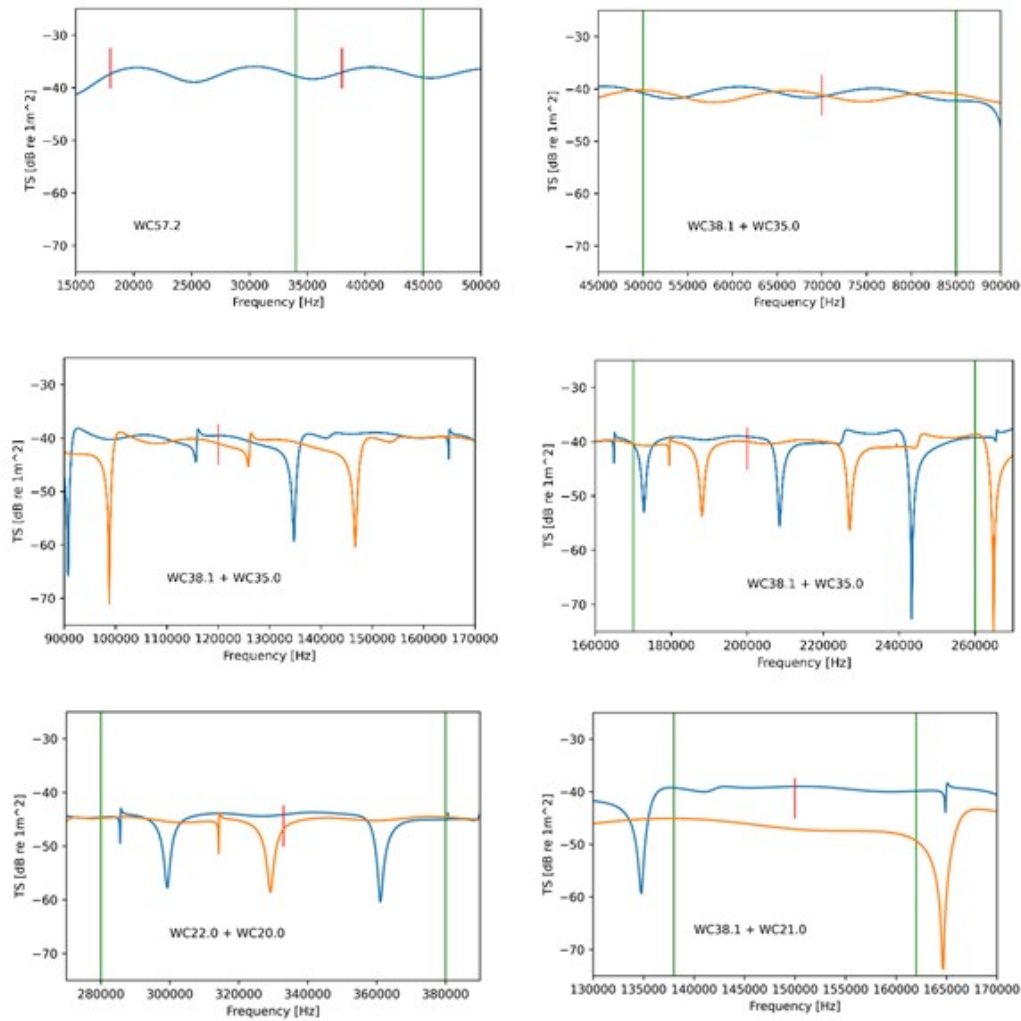 TS [dB re 1m^2]
−30
−40
−50
−60
−70
WC57.2
15000 20000 25000 30000 35000 40000 45000 50000
Frequency [Hz]
TS [dB re 1m^2]
−30
−40
−50
−60
−70
WC38.1 + WC35.0
45000 50000 55000 60000 65000 70000 75000 80000 85000 90000
Frequency [Hz]
TS [dB re 1m^2]
−30
−40
−50
−60
−70
WC38.1 + WC35.0
90000 100000 110000 120000 130000 140000 150000 160000 170000
Frequency [Hz]
TS [dB re 1m^2]
−30
−40
−50
−60
−70
WC38.1 + WC35.0
160000 180000 200000 220000 240000 260000
Frequency [Hz]
TS [dB re 1m^2]
−30
−40
−50
−60
−70
WC22.0 + WC20.0
280000 300000 320000 340000 360000 380000
Frequency [Hz]
TS [dB re 1m^2]
−30
−40
−50
−60
−70
WC38.1 + WC21.0
130000 135000 140000 145000 150000 155000 160000 165000 170000
Frequency [Hz]